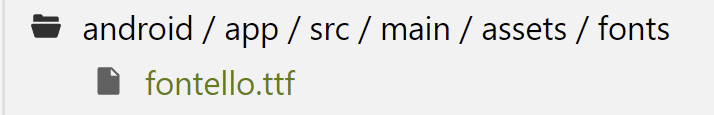 android / app / src / main / assets / fonts
fontello.ttf